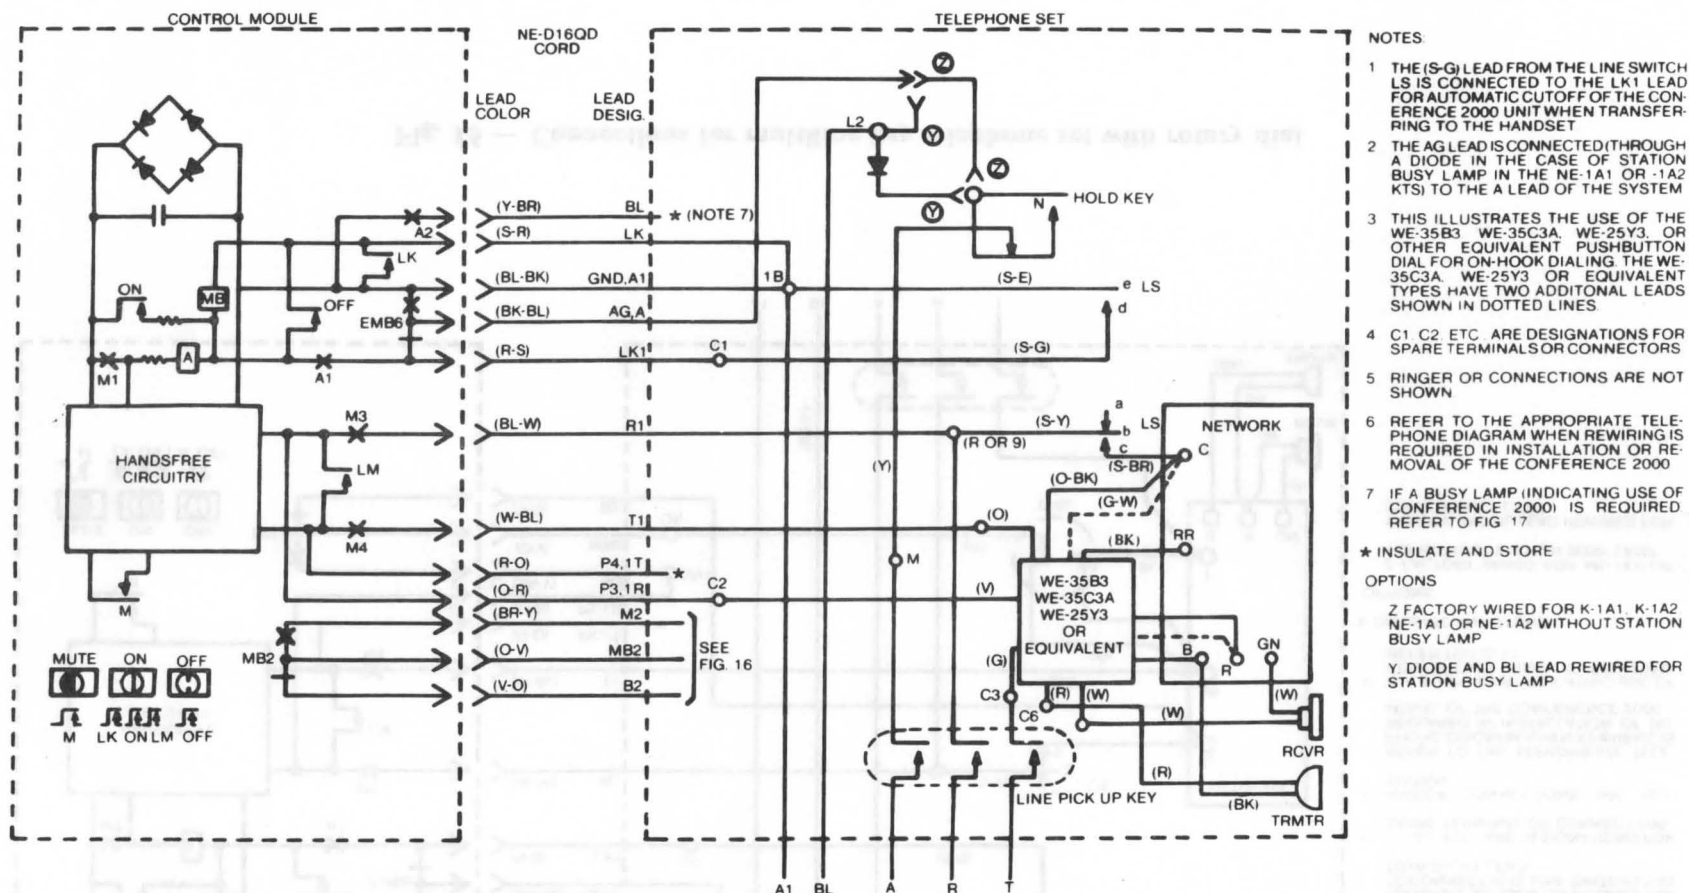 CONTROL MODULE
NE-D16QD
CORD
TELEPHONE SET
LEAD
COLOR
LEAD
DESIG.
Z
L2
Y
Z
Y
N
HOLD KEY
(Y-BR)
BL
* (NOTE 7)
A2
(S-R)
LK
LK
(BL-BK)
GND,A1
1B
(S-E)
e LS
d
ON
MB
OFF
EMB6
(BK-BL)
AG,A
(R-S)
LK1
C1
(S-G)
M1
A
A1
M3
(BL-W)
R1
(S-Y)
a
b
c
LS
(R OR 9)
NETWORK
C
(S-BR)
(O-BK)
(G-W)
(Y)
HANDSFREE
CIRCUITRY
LM
M4
(W-BL)
T1
(O)
(BK)
RR
M
(R-O)
P4,1T
*
M
(O-R)
P3,1R
C2
(V)
WE-35B3
WE-35C3A
WE-25Y3
OR
EQUIVALENT
(BR-Y)
M2
MB2
(O-V)
MB2
SEE
FIG. 16
(V-O)
B2
MUTE ON OFF
M LK ON LM OFF
B
R
GN
(G)
(R)
(W)
(W)
C3
C6
(W)
RCVR
(R)
LINE PICK UP KEY
(BK)
TRMTR
A1 BL A R T
NOTES:
1 THE (S-G) LEAD FROM THE LINE SWITCH
LS IS CONNECTED TO THE LK1 LEAD
FOR AUTOMATIC CUTOFF OF THE CON-
ERENCE 2000 UNIT WHEN TRANSFER-
RING TO THE HANDSET
2 THE AG LEAD IS CONNECTED (THROUGH
A DIODE IN THE CASE OF STATION
BUSY LAMP IN THE NE-1A1 OR -1A2
KTS) TO THE A LEAD OF THE SYSTEM
3 THIS ILLUSTRATES THE USE OF THE
WE-35B3 WE-35C3A, WE-25Y3, OR
OTHER EQUIVALENT PUSHBUTTON
DIAL FOR ON-HOOK DIALING. THE WE-
35C3A, WE-25Y3 OR EQUIVALENT
TYPES HAVE TWO ADDITONAL LEADS
SHOWN IN DOTTED LINES.
4 C1, C2, ETC. ARE DESIGNATIONS FOR
SPARE TERMINALS OR CONNECTORS
5 RINGER OR CONNECTIONS ARE NOT
SHOWN
6 REFER TO THE APPROPRIATE TELE-
PHONE DIAGRAM WHEN REWIRING IS
REQUIRED IN INSTALLATION OR RE-
MOVAL OF THE CONFERENCE 2000
7 IF A BUSY LAMP (INDICATING USE OF
CONFERENCE 2000) IS REQUIRED
REFER TO FIG 17
* INSULATE AND STORE
OPTIONS
Z FACTORY WIRED FOR K-1A1, K-1A2,
NE-1A1 OR NE-1A2 WITHOUT STATION
BUSY LAMP
Y DIODE AND BL LEAD REWIRED FOR
STATION BUSY LAMP